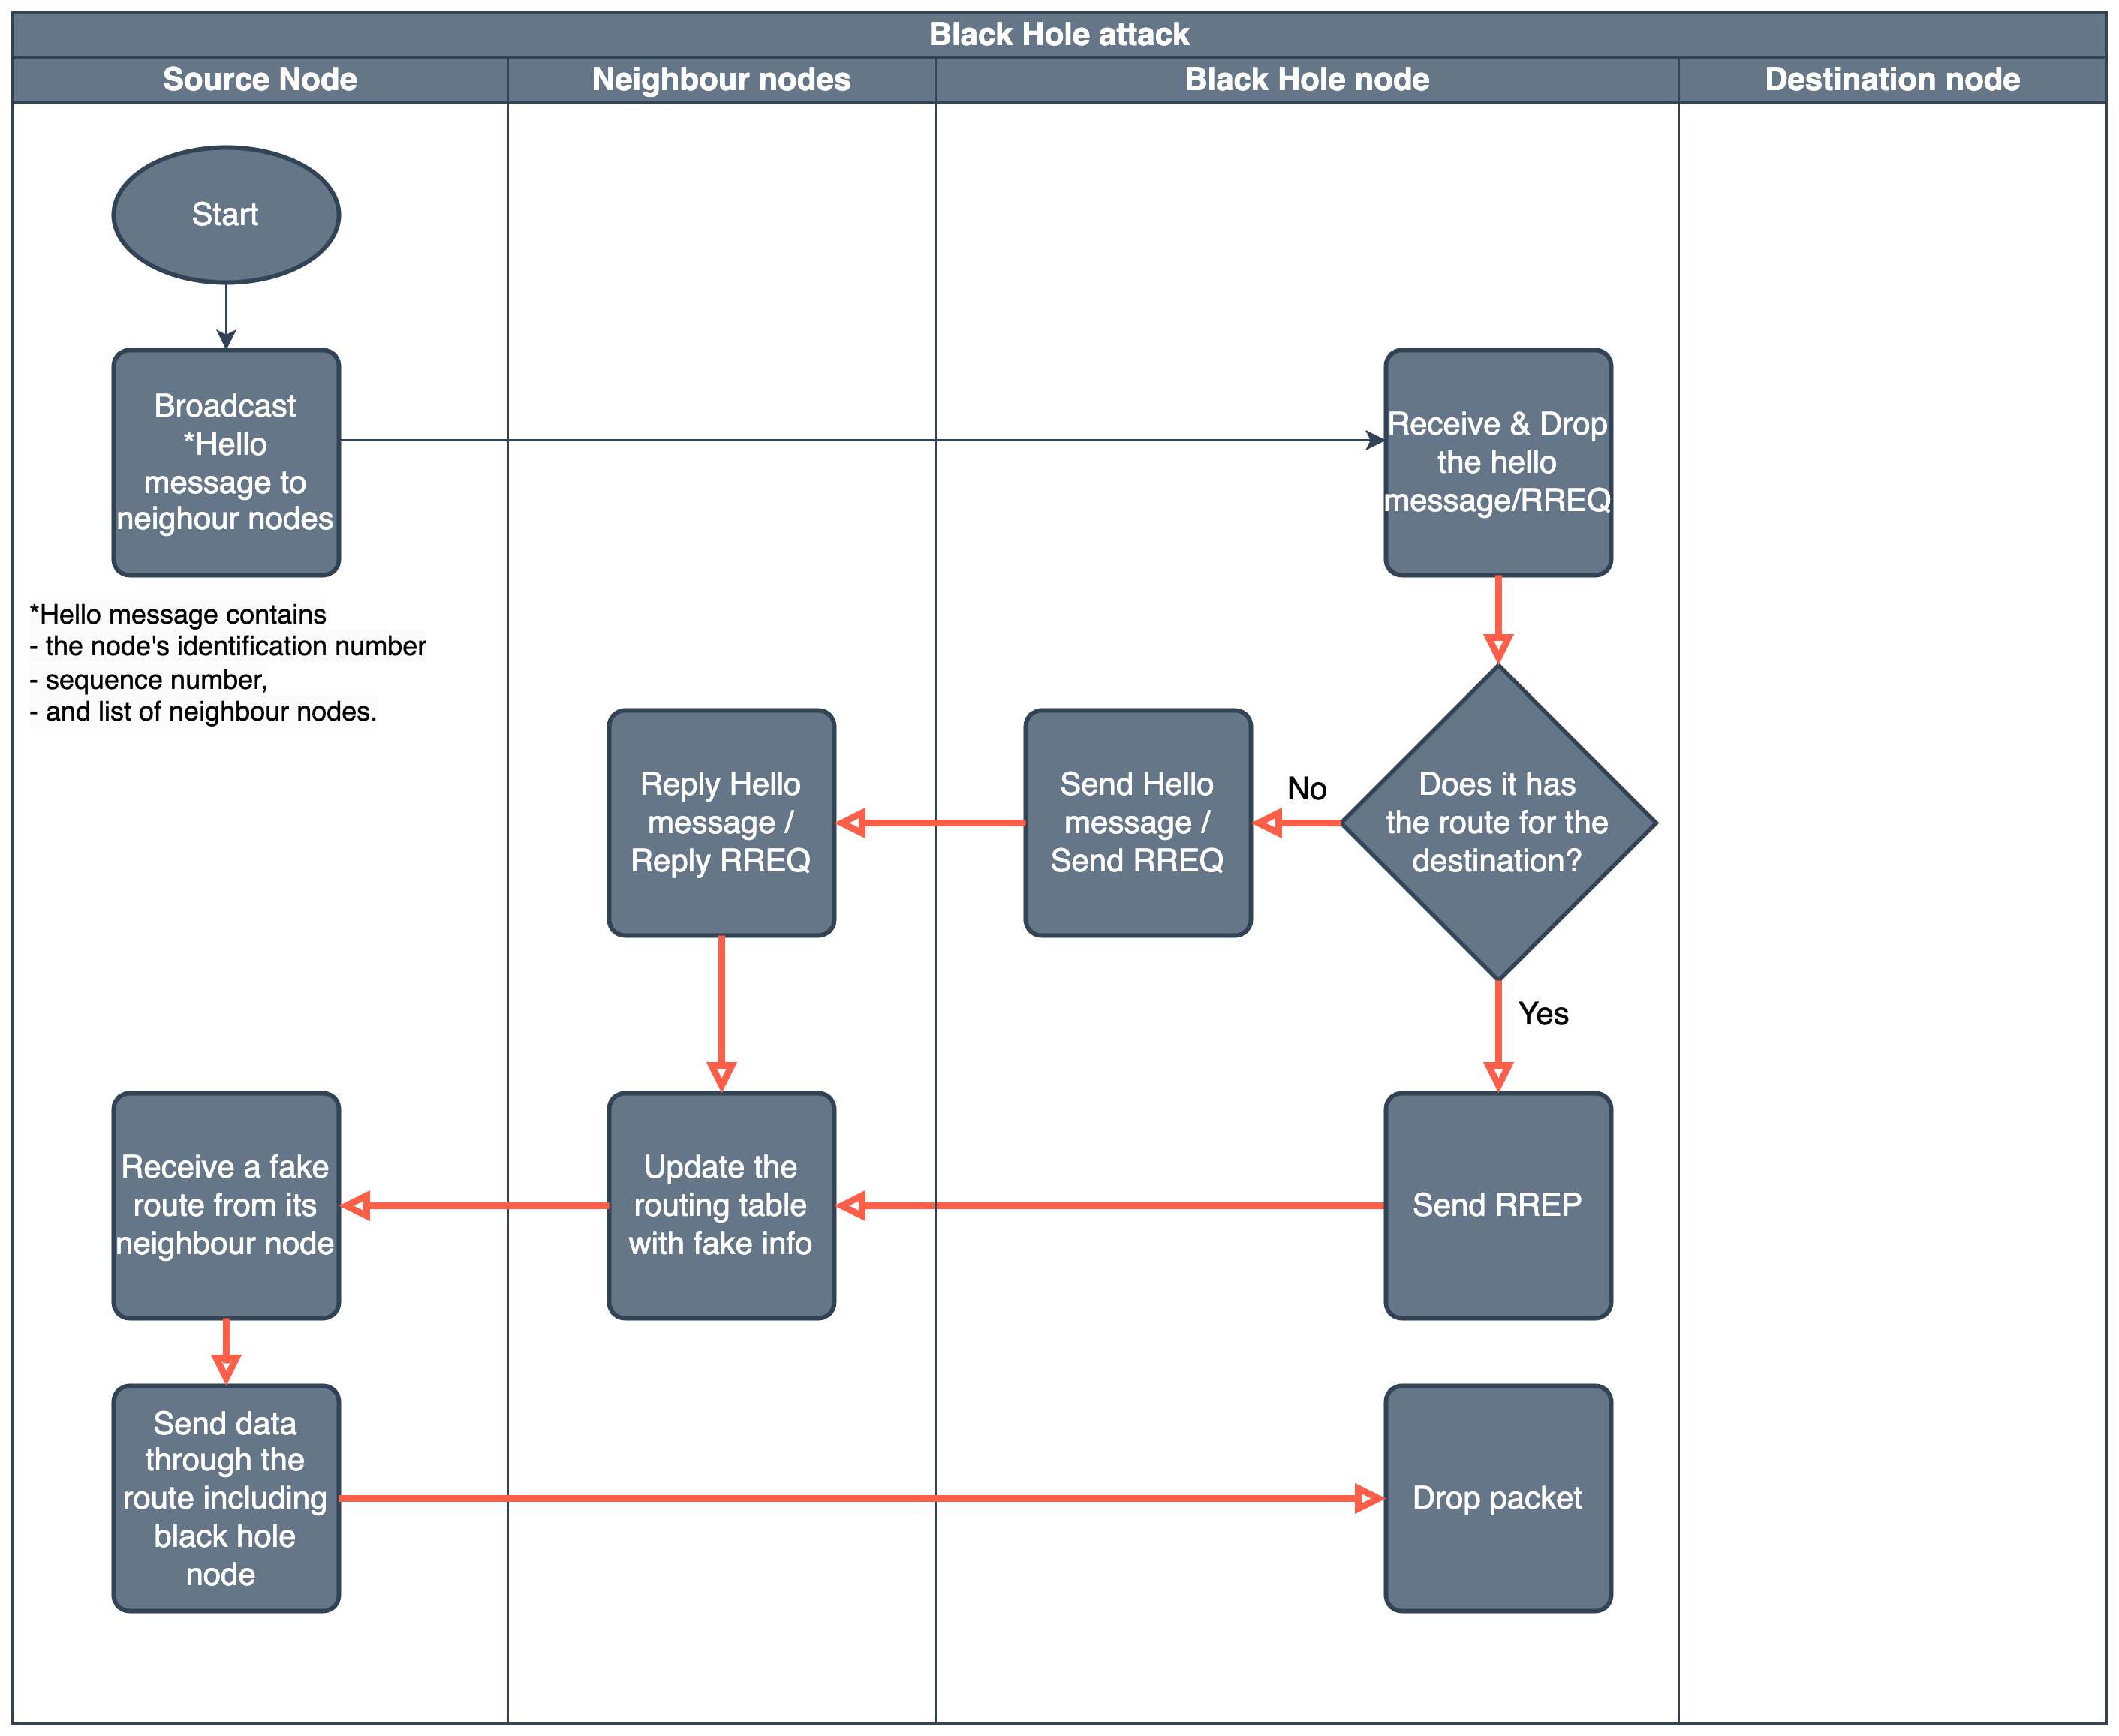 Black Hole attack
Source Node
Neighbour nodes
Black Hole node
Destination node
Start
Broadcast
*Hello
message to
neighour nodes
Receive & Drop
the hello
message/RREQ
*Hello message contains
- the node's identification number
- sequence number,
- and list of neighbour nodes.
Reply Hello
message /
Reply RREQ
Send Hello
message /
Send RREQ
No
Does it has
the route for the
destination?
Yes
Receive a fake
route from its
neighbour node
Update the
routing table
with fake info
Send RREP
Send data
through the
route including
black hole
node
Drop packet